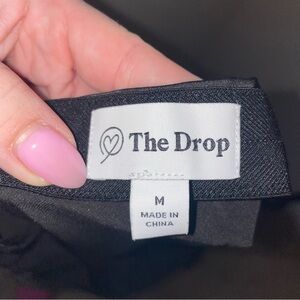 The Drop
M
MADE IN
CHINA